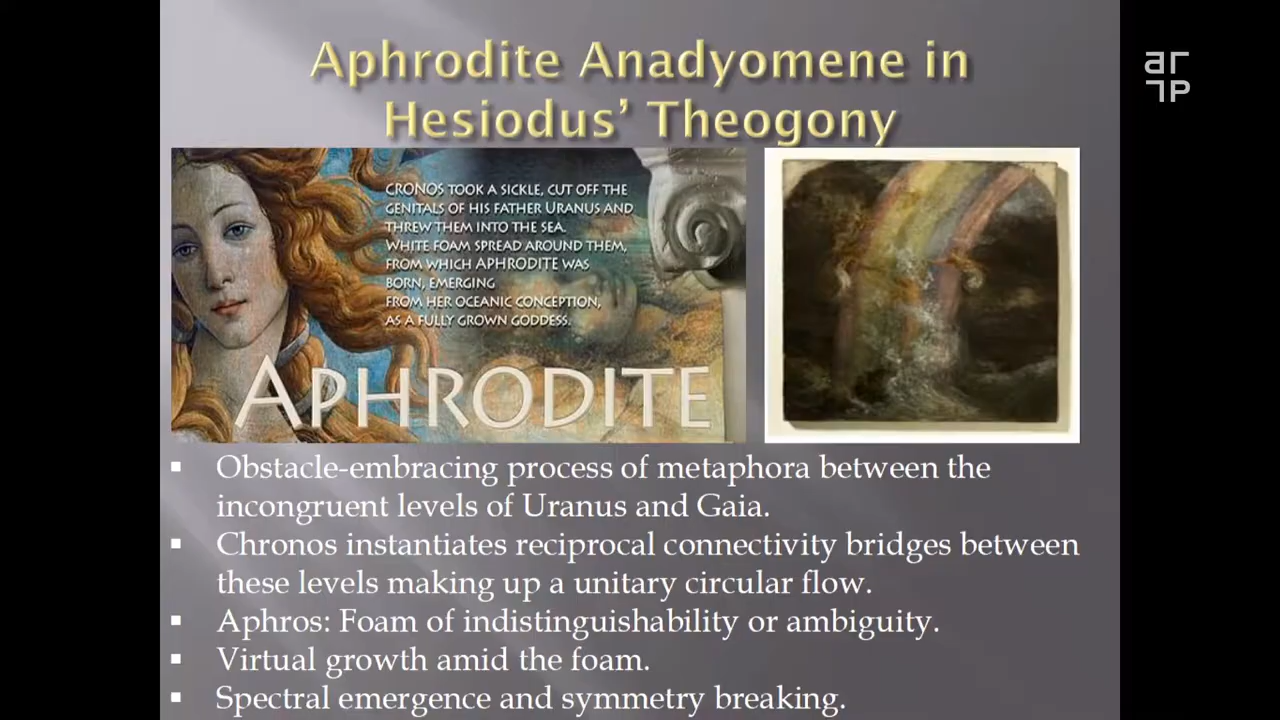 Aphrodite Anadyomene in
Hesiodus’ Theogony
ar
P
CRONOS TOOK A SICKLE, CUT OFF THE
GENITALS OF HIS FATHER URANUS AND
THREW THEM INTO THE SEA.
WHITE FOAM SPREAD AROUND THEM,
FROM WHICH APHRODITE WAS
BORN, EMERGING
FROM HER OCEANIC CONCEPTION,
AS A FULLY GROWN GODDESS.
APHRODITE
▪ Obstacle-embracing process of metaphora between the
incongruent levels of Uranus and Gaia.
▪ Chronos instantiates reciprocal connectivity bridges between
these levels making up a unitary circular flow.
▪ Aphros: Foam of indistinguishability or ambiguity.
▪ Virtual growth amid the foam.
▪ Spectral emergence and symmetry breaking.